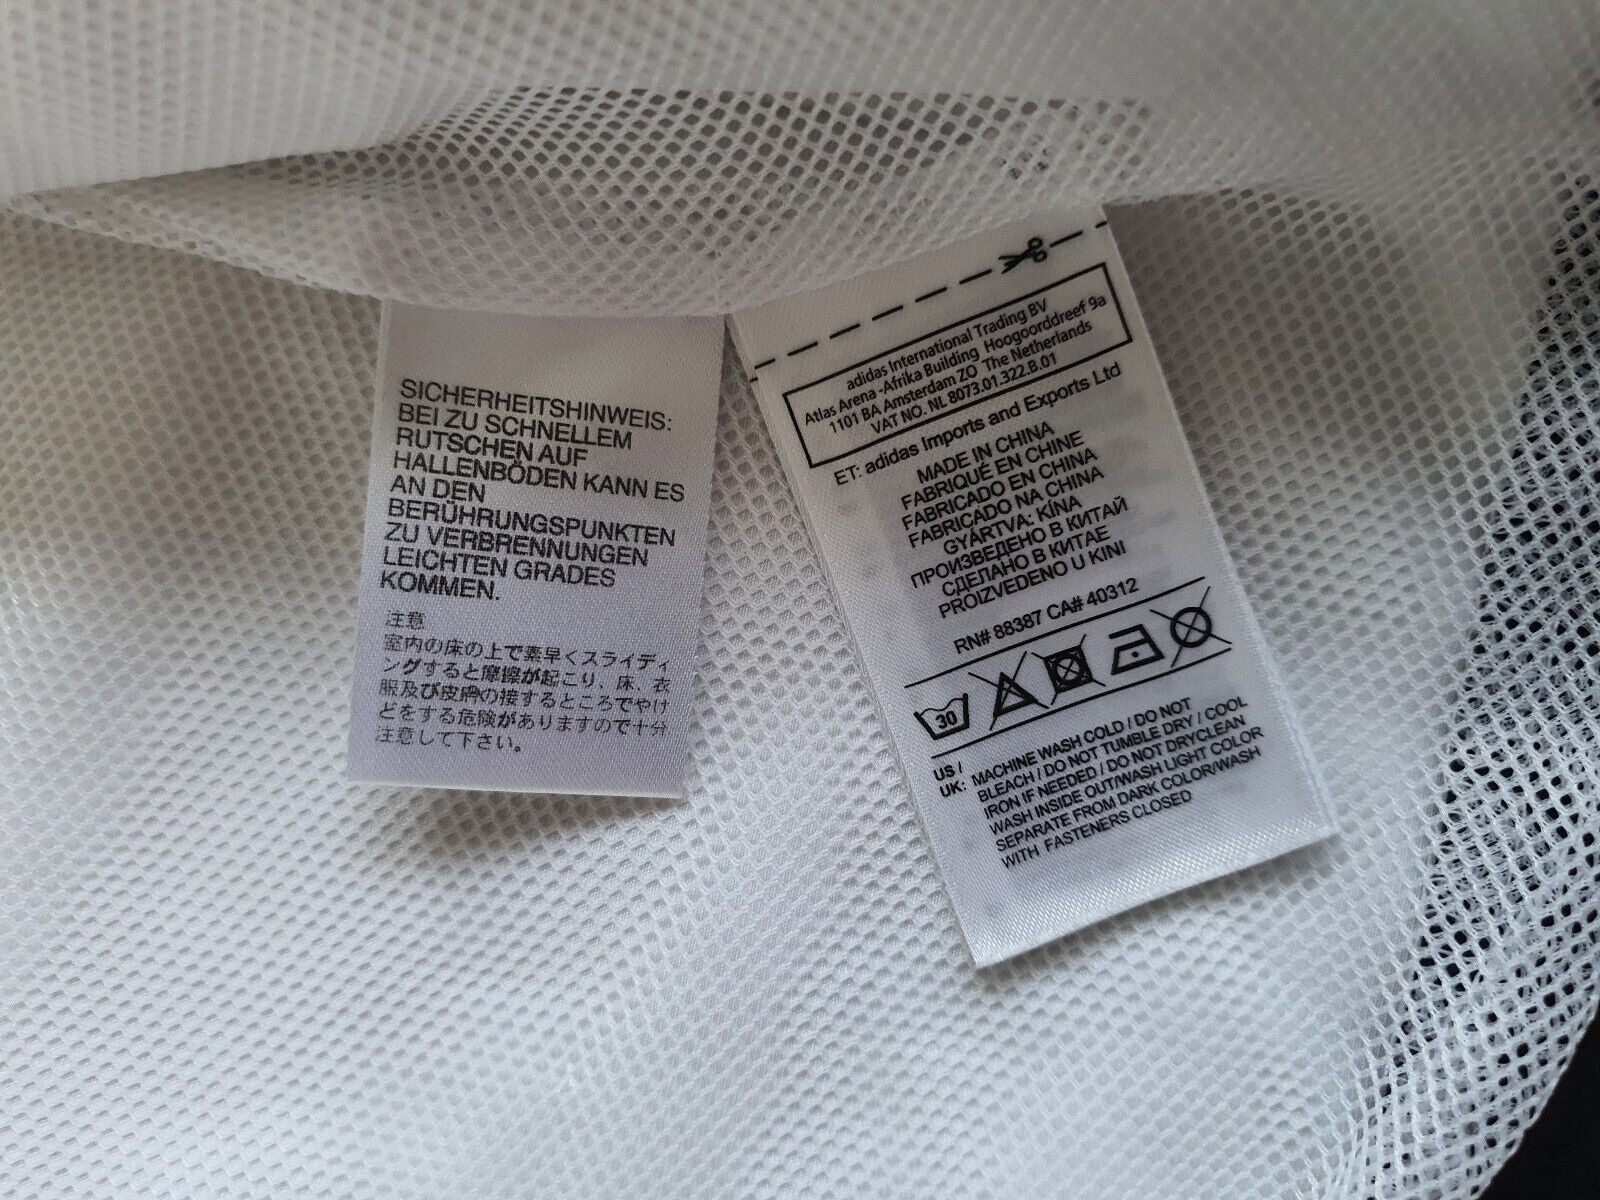 SICHERHEITSHINWEIS:
BEI ZU SCHNELLEM
RUTSCHEN AUF
HALLENBÖDEN KANN ES
AN DEN
BERÜHRUNGSPUNKTEN
ZU VERBRENNUNGEN
LEICHTEN GRADES
KOMMEN.
注意
室内の床の上で素早くスライディ
ングすると摩擦が起こり、床、衣
服及び皮膚の接するところでやけ
どをする危険がありますので十分
注意して下さい。
adidas International Trading BV
Atlas Arena -Afrika Building Hoogoorddreef 9a
1101 BA Amsterdam ZO The Netherlands
VAT NO. NL 8073.01.322.B.01
ET: adidas Imports and Exports Ltd
MADE IN CHINA
FABRIQUÉ EN CHINE
FABRICADO EN CHINA
FABRICADO NA CHINA
GYÁRTVA: KÍNA
ПРОИЗВЕДЕНО В КИТАЙ
СДЕЛАНО В КИТАЕ
PROIZVEDENO U KINI
RN# 88387 CA# 40312
30
US / UK: MACHINE WASH COLD / DO NOT
BLEACH / DO NOT TUMBLE DRY / COOL
IRON IF NEEDED / DO NOT DRYCLEAN
WASH INSIDE OUT/WASH LIGHT COLOR
SEPARATE FROM DARK COLOR/WASH
WITH FASTENERS CLOSED